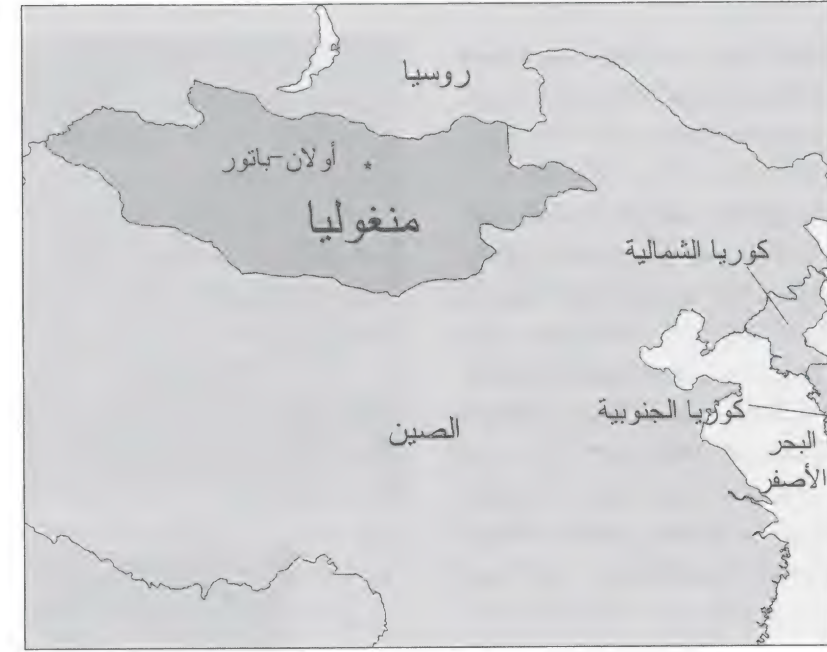 روسيا
أولان-باتور
منغوليا
كوريا الشمالية
كوريا الجنوبية
الصين
البحر
الأصفر